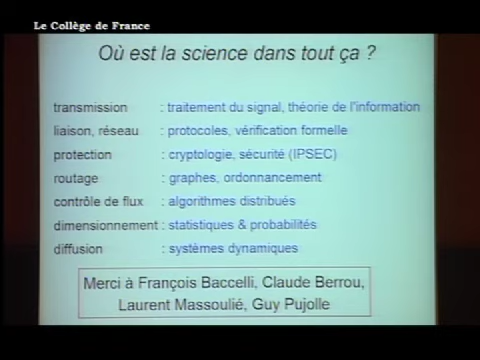 Le Collège de France
Où est la science dans tout ça ?
transmission : traitement du signal, théorie de l'information
liaison, réseau : protocoles, vérification formelle
protection : cryptologie, sécurité (IPSEC)
routage : graphes, ordonnancement
contrôle de flux : algorithmes distribués
dimensionnement : statistiques & probabilités
diffusion : systèmes dynamiques
Merci à François Baccelli, Claude Berrou,
Laurent Massoulié, Guy Pujolle